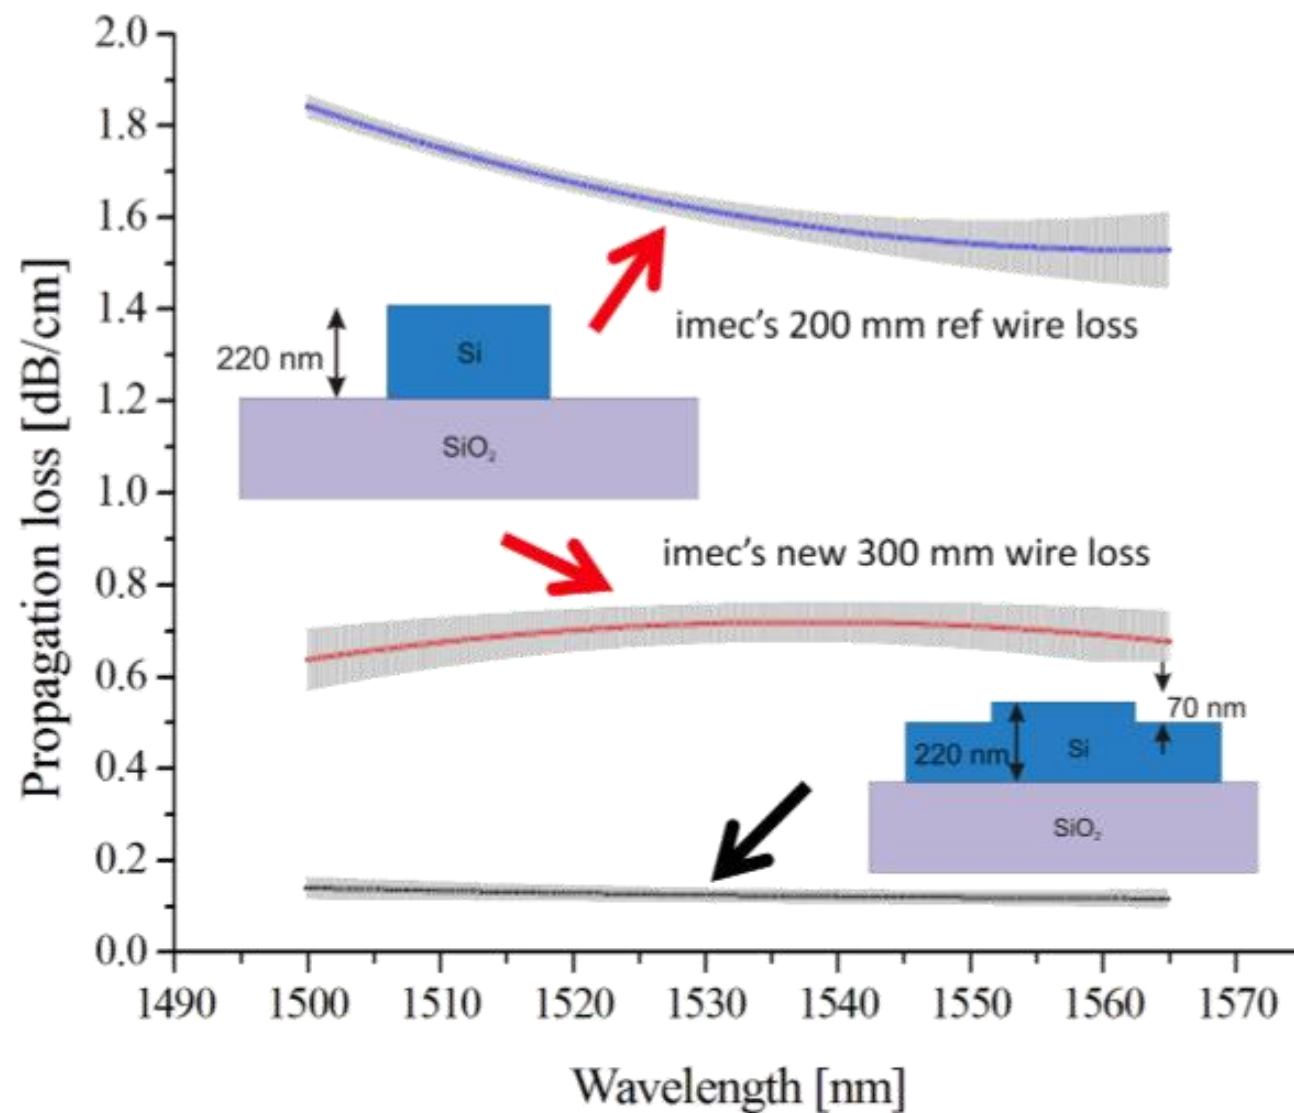 Propagation loss [dB/cm]
2.0
1.8
1.6
1.4
1.2
1.0
0.8
0.6
0.4
0.2
0.0
imec's 200 mm ref wire loss
220 nm
Si
SiO₂
imec's new 300 mm wire loss
70 nm
220 nm
Si
SiO₂
1490 1500 1510 1520 1530 1540 1550 1560 1570
Wavelength [nm]